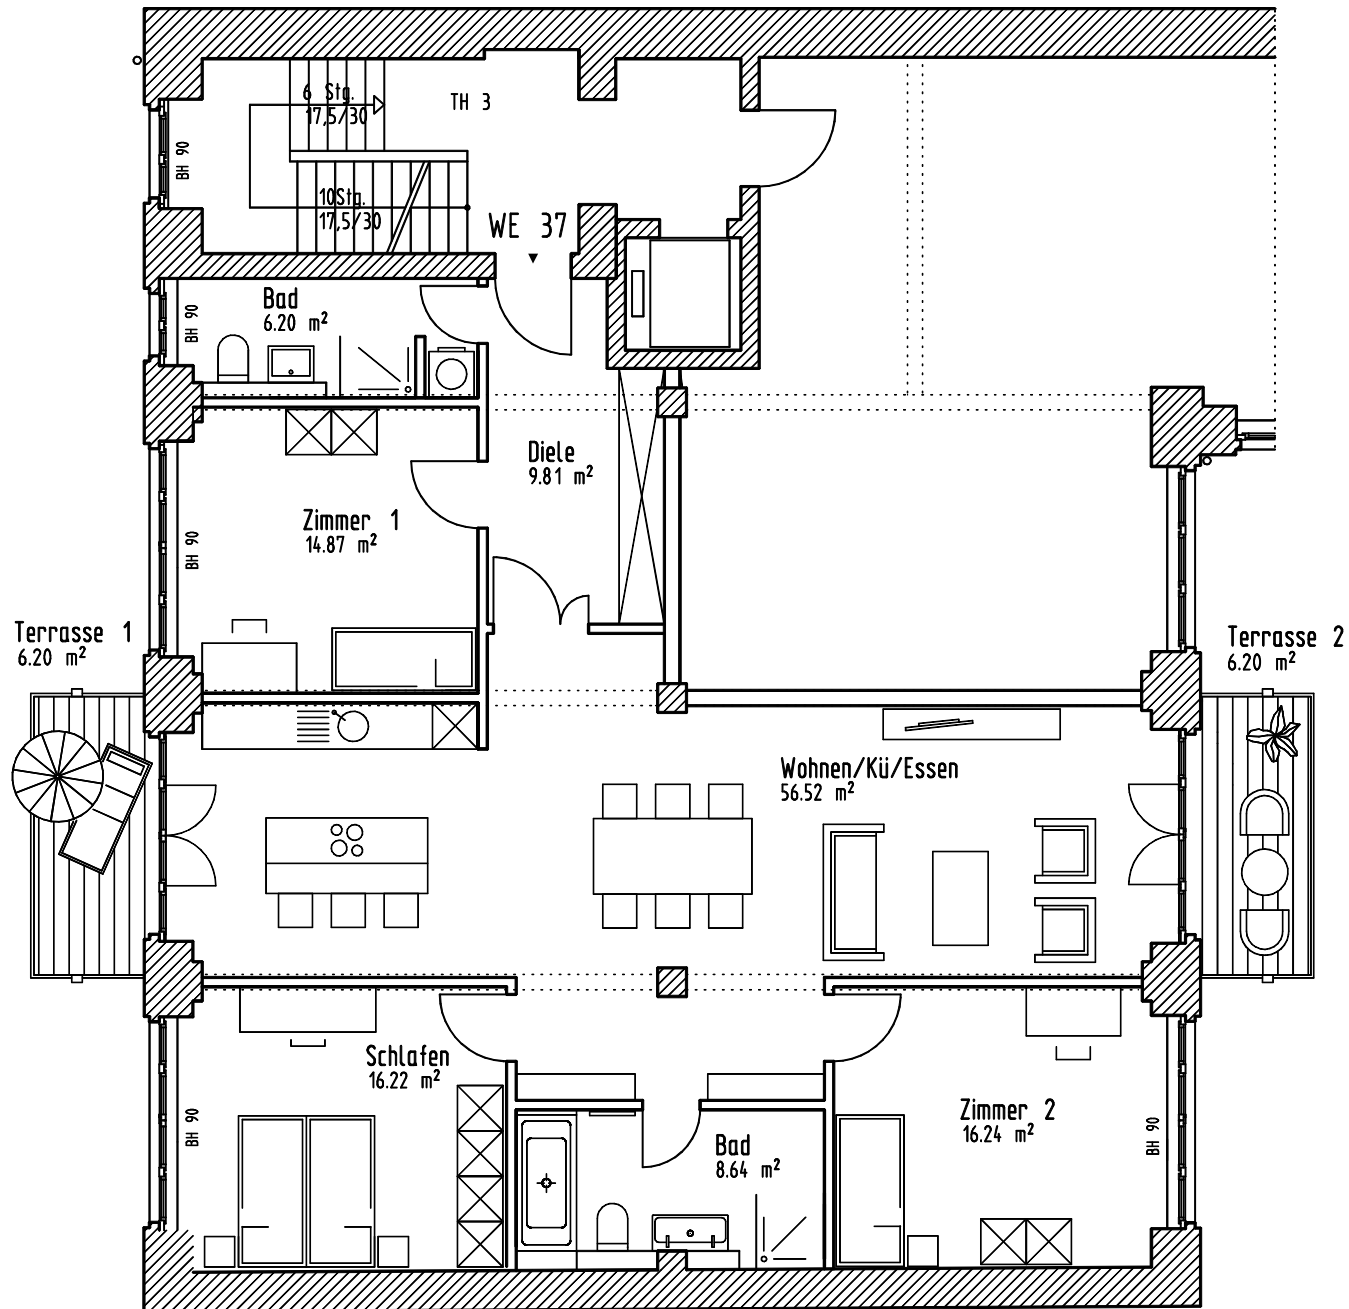 6 Stg.
17,5/30
TH 3
BH 90
10Stg.
17,5/30
WE 37
Bad
6.20 m²
BH 90
Diele
9.81 m²
Zimmer 1
14.87 m²
BH 90
Terrasse 1
6.20 m²
Terrasse 2
6.20 m²
Wohnen/Kü/Essen
56.52 m²
Schlafen
16.22 m²
BH 90
Bad
8.64 m²
Zimmer 2
16.24 m²
BH 90